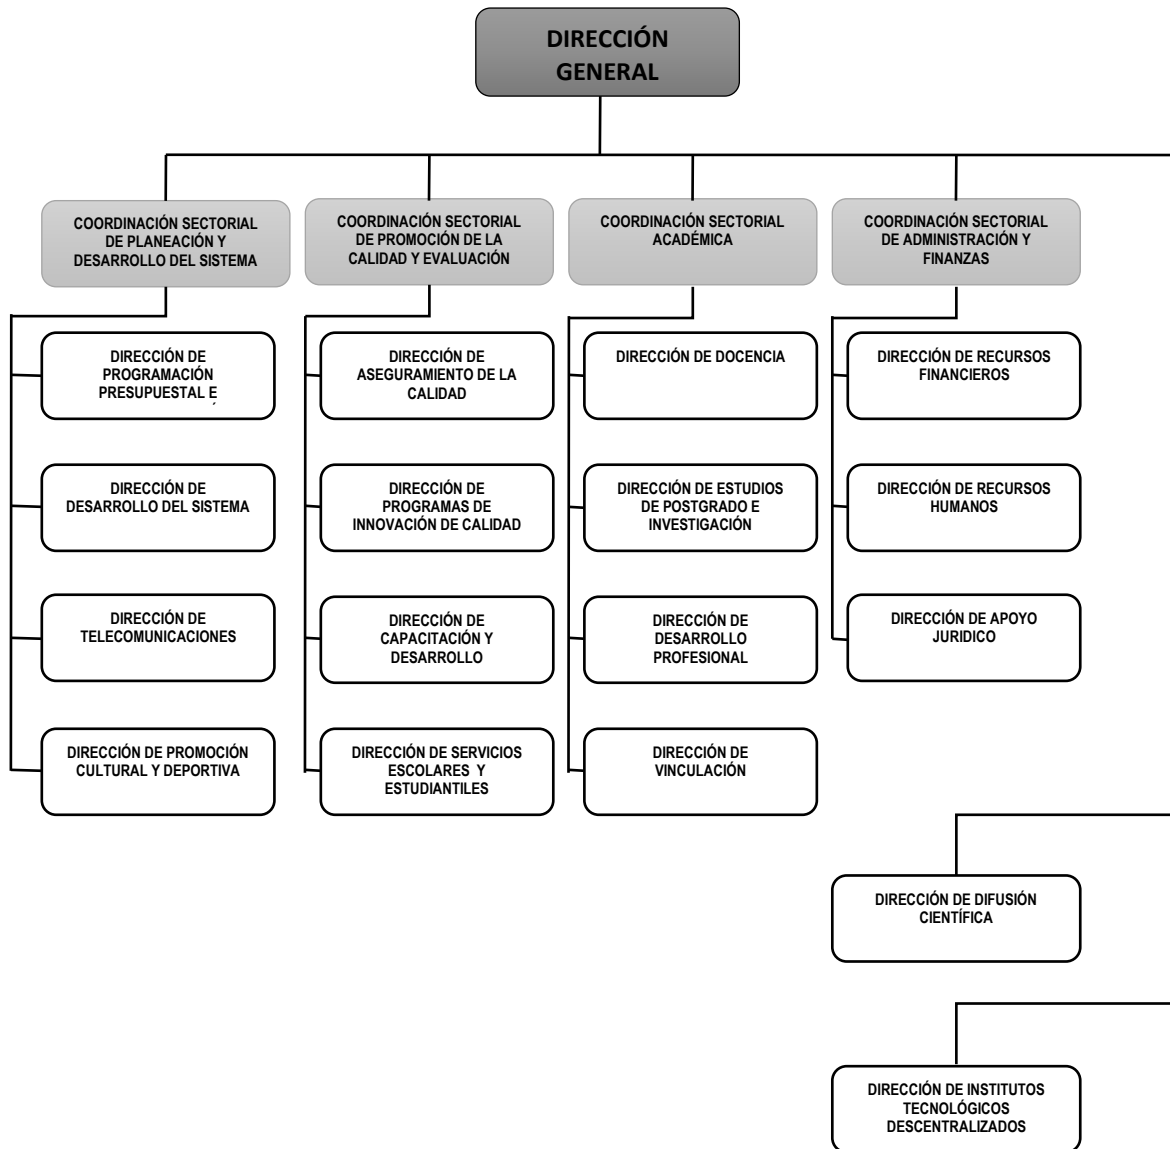 DIRECCIÓN
GENERAL
COORDINACIÓN SECTORIAL
DE PLANEACIÓN Y
DESARROLLO DEL SISTEMA
COORDINACIÓN SECTORIAL
DE PROMOCIÓN DE LA
CALIDAD Y EVALUACIÓN
COORDINACIÓN SECTORIAL
ACADÉMICA
COORDINACIÓN SECTORIAL
DE ADMINISTRACIÓN Y
FINANZAS
DIRECCIÓN DE
PROGRAMACIÓN
PRESUPUESTAL E
DIRECCIÓN DE
ASEGURAMIENTO DE LA
CALIDAD
DIRECCIÓN DE DOCENCIA
DIRECCIÓN DE RECURSOS
FINANCIEROS
DIRECCIÓN DE
DESARROLLO DEL SISTEMA
DIRECCIÓN DE
PROGRAMAS DE
INNOVACIÓN DE CALIDAD
DIRECCIÓN DE ESTUDIOS
DE POSTGRADO E
INVESTIGACIÓN
DIRECCIÓN DE RECURSOS
HUMANOS
DIRECCIÓN DE
TELECOMUNICACIONES
DIRECCIÓN DE
CAPACITACIÓN Y
DESARROLLO
DIRECCIÓN DE
DESARROLLO
PROFESIONAL
DIRECCIÓN DE APOYO
JURIDICO
DIRECCIÓN DE PROMOCIÓN
CULTURAL Y DEPORTIVA
DIRECCIÓN DE SERVICIOS
ESCOLARES Y
ESTUDIANTILES
DIRECCIÓN DE
VINCULACIÓN
DIRECCIÓN DE DIFUSIÓN
CIENTÍFICA
DIRECCIÓN DE INSTITUTOS
TECNOLÓGICOS
DESCENTRALIZADOS